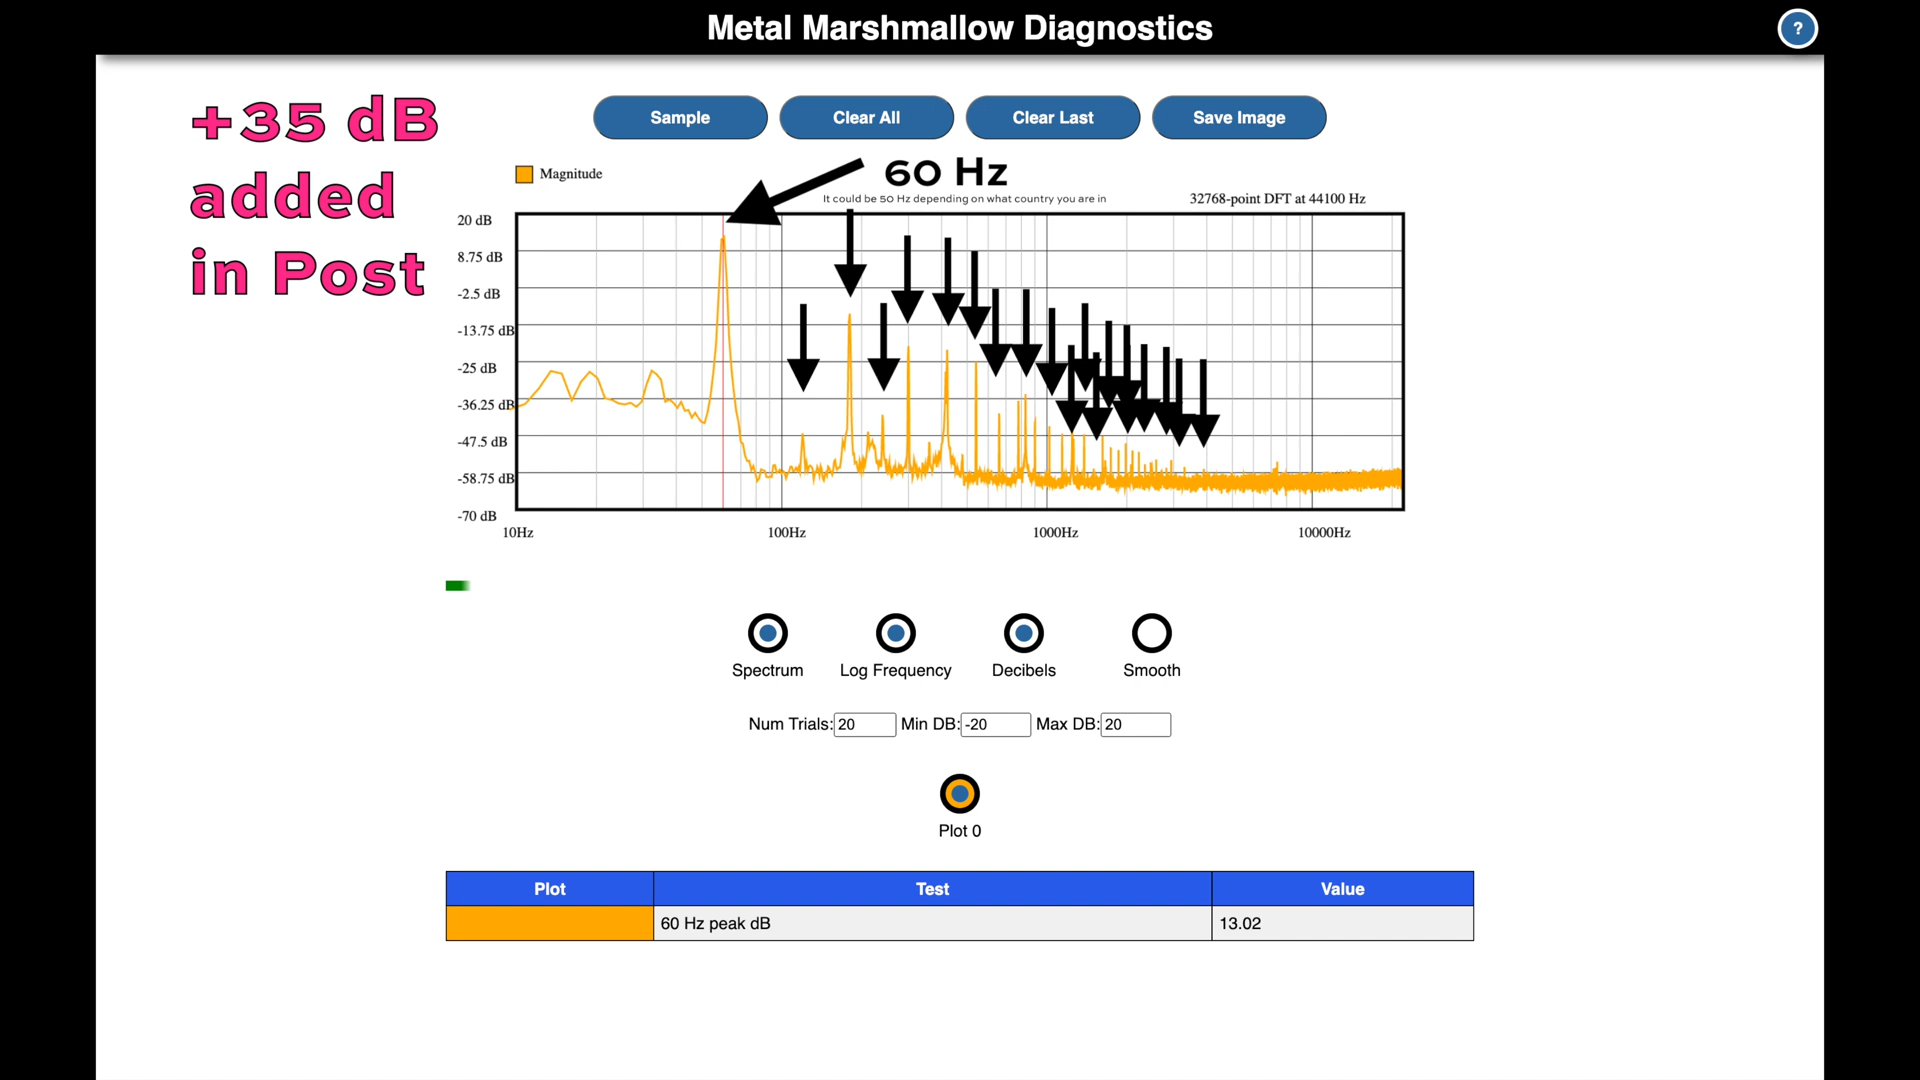 Metal Marshmallow Diagnostics
?
+35 dB
added
in Post
Sample
Clear All
Clear Last
Save Image
Magnitude
60 Hz
It could be 50 Hz depending on what country you are in
32768-point DFT at 44100 Hz
20 dB
8.75 dB
-2.5 dB
-13.75 dB
-25 dB
-36.25 dB
-47.5 dB
-58.75 dB
-70 dB
10Hz
100Hz
1000Hz
10000Hz
Spectrum
Log Frequency
Decibels
Smooth
Num Trials: 20 Min DB: -20 Max DB: 20
Plot 0
Plot Test Value
60 Hz peak dB 13.02